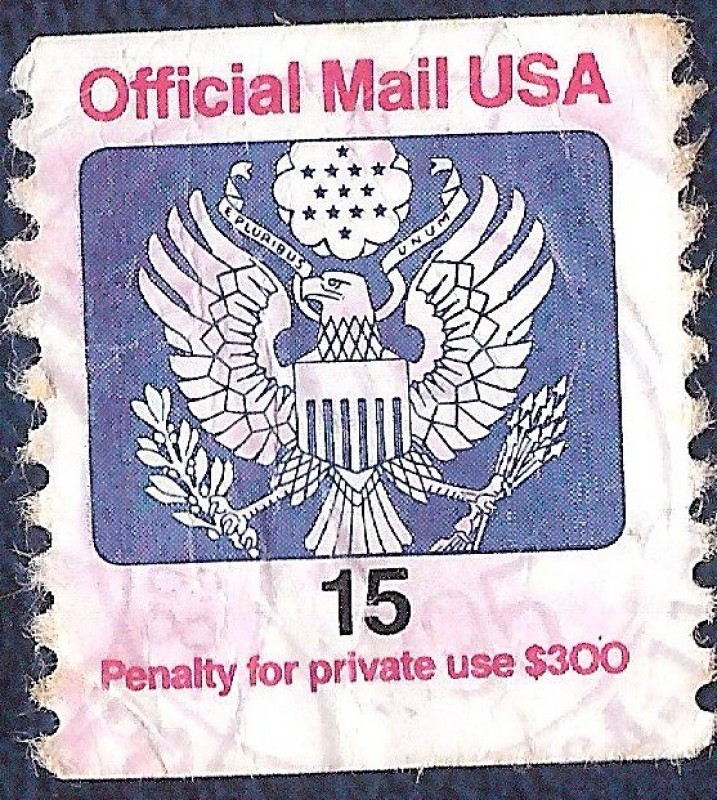 Official Mail USA
E PLURIBUS UNUM
15
Penalty for private use $300